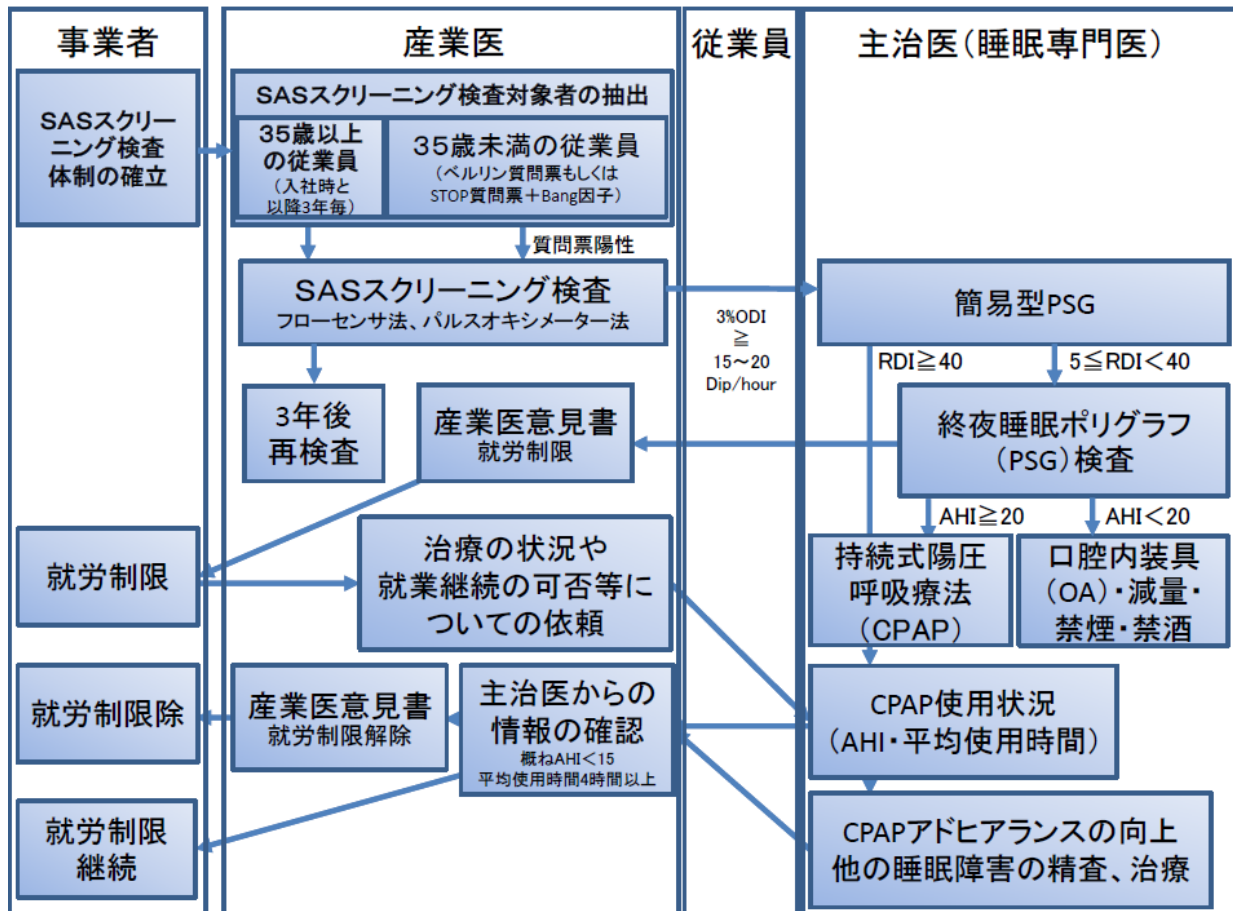 事業者
産業医
従業員
主治医（睡眠専門医）
SASスクリー
ニング検査
体制の確立
SASスクリーニング検査対象者の抽出
35歳以上
の従業員
（入社時と
以降3年毎）
35歳未満の従業員
（ベルリン質問票もしくは
STOP質問票＋Bang因子）
質問票陽性
SASスクリーニング検査
フローセンサ法、パルスオキシメーター法
3%ODI
≧
15～20
Dip/hour
簡易型PSG
RDI≧40
5≦RDI<40
3年後
再検査
産業医意見書
就労制限
終夜睡眠ポリグラフ
（PSG）検査
AHI≧20
AHI<20
就労制限
治療の状況や
就業継続の可否等に
ついての依頼
持続式陽圧
呼吸療法
（CPAP）
口腔内装具
（OA）・減量・
禁煙・禁酒
就労制限除
産業医意見書
就労制限解除
主治医からの
情報の確認
概ねAHI<15
平均使用時間4時間以上
CPAP使用状況
（AHI・平均使用時間）
就労制限
継続
CPAPアドヒアランスの向上
他の睡眠障害の精査、治療